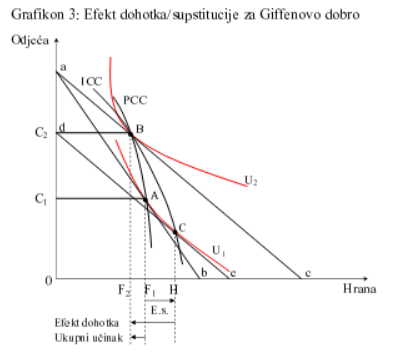 Grafikon 3: Efekt dohotka/supstitucije za Giffenovo dobro
Odjeća
a
ICC
PCC
C2 d
B
U2
C1
A
C
U1
0
b e c
F2 F1 H
Hrana
E.s.
Efekt dohotka
Ukupni učinak